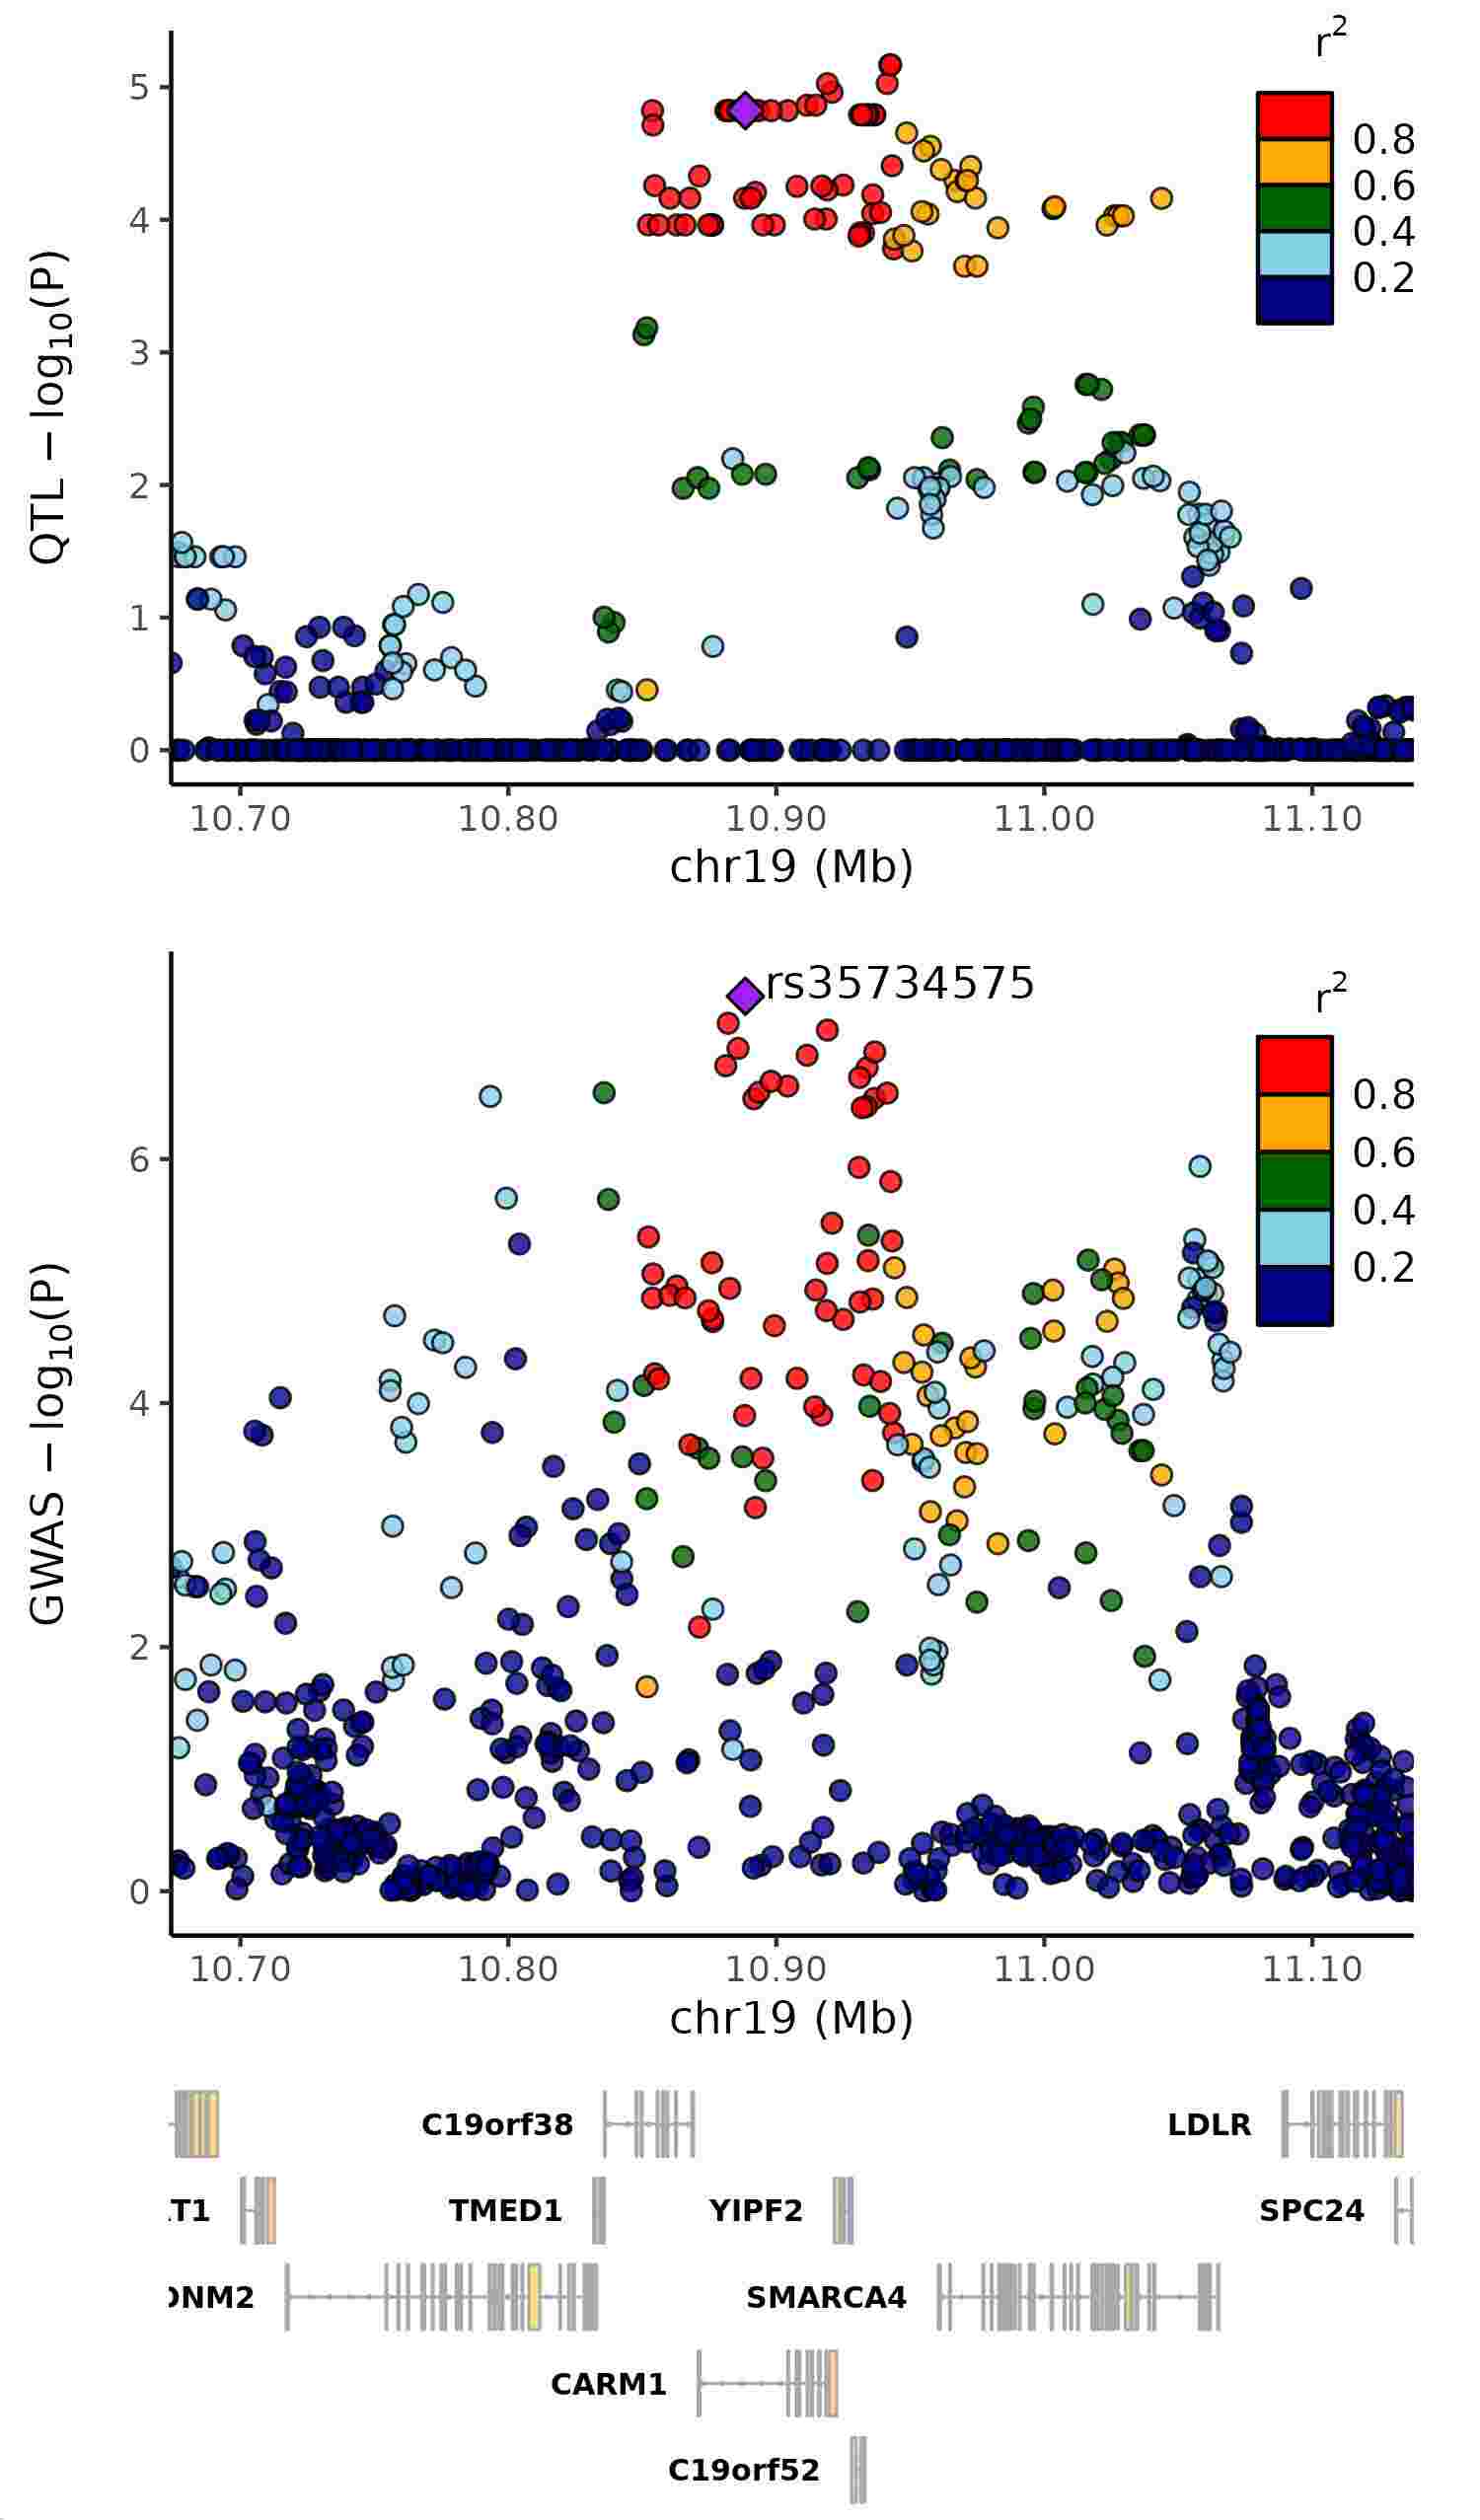 r2
5
4
3
2
1
0
QTL −log10(P)
0.8
0.6
0.4
0.2
10.70 10.80 10.90 11.00 11.10
chr19 (Mb)
rs35734575
r2
6
4
2
0
GWAS −log10(P)
0.8
0.6
0.4
0.2
10.70 10.80 10.90 11.00 11.10
chr19 (Mb)
C19orf38 LDLR
T1 TMED1 YIPF2 SPC24
DNM2 SMARCA4
CARM1
C19orf52